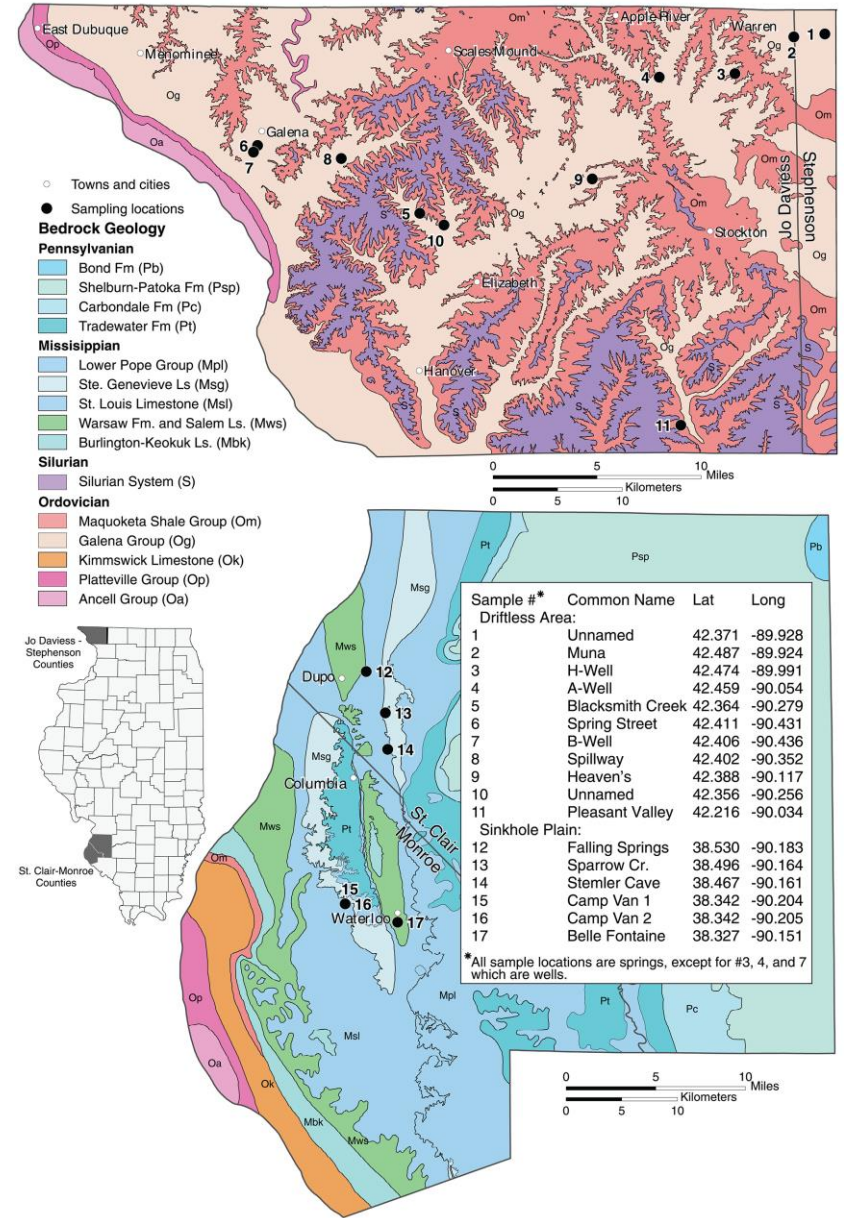 East Dubuque
Op
Menominee
Og
Oa
Galena
6
7
8
Scales Mound
Om
Apple River
Warren
Og
1
2
3
4
Om
Om
9
Om
Jo Daviess
Stephenson
S
5
10
Og
Stockton
Og
Elizabeth
Om
Og
S
Hanover
S
S
S
S
11
0 5 10 Miles
0 5 10 Kilometers
Towns and cities
Sampling locations
Bedrock Geology
Pennsylvanian
Bond Fm (Pb)
Shelburn-Patoka Fm (Psp)
Carbondale Fm (Pc)
Tradewater Fm (Pt)
Missisippian
Lower Pope Group (Mpl)
Ste. Genevieve Ls (Msg)
St. Louis Limestone (Msl)
Warsaw Fm. and Salem Ls. (Mws)
Burlington-Keokuk Ls. (Mbk)
Silurian
Silurian System (S)
Ordovician
Maquoketa Shale Group (Om)
Galena Group (Og)
Kimmswick Limestone (Ok)
Platteville Group (Op)
Ancell Group (Oa)
Jo Daviess -
Stephenson
Counties
St. Clair-Monroe
Counties
Pt
Psp
Pb
Msg
Mws
Dupo
12
13
14
Msg
Columbia
Mws
Pt
St. Clair
Monroe
Om
15
16
Waterloo
17
Mpl
Op
Msl
Oa
Ok
Mbk
Mws
Pt
Pc
Sample #* Common Name Lat Long
Driftless Area:
1 Unnamed 42.371 -89.928
2 Muna 42.487 -89.924
3 H-Well 42.474 -89.991
4 A-Well 42.459 -90.054
5 Blacksmith Creek 42.364 -90.279
6 Spring Street 42.411 -90.431
7 B-Well 42.406 -90.436
8 Spillway 42.402 -90.352
9 Heaven's 42.388 -90.117
10 Unnamed 42.356 -90.256
11 Pleasant Valley 42.216 -90.034
Sinkhole Plain:
12 Falling Springs 38.530 -90.183
13 Sparrow Cr. 38.496 -90.164
14 Stemler Cave 38.467 -90.161
15 Camp Van 1 38.342 -90.204
16 Camp Van 2 38.342 -90.205
17 Belle Fontaine 38.327 -90.151
*All sample locations are springs, except for #3, 4, and 7
which are wells.
0 5 10 Miles
0 5 10 Kilometers